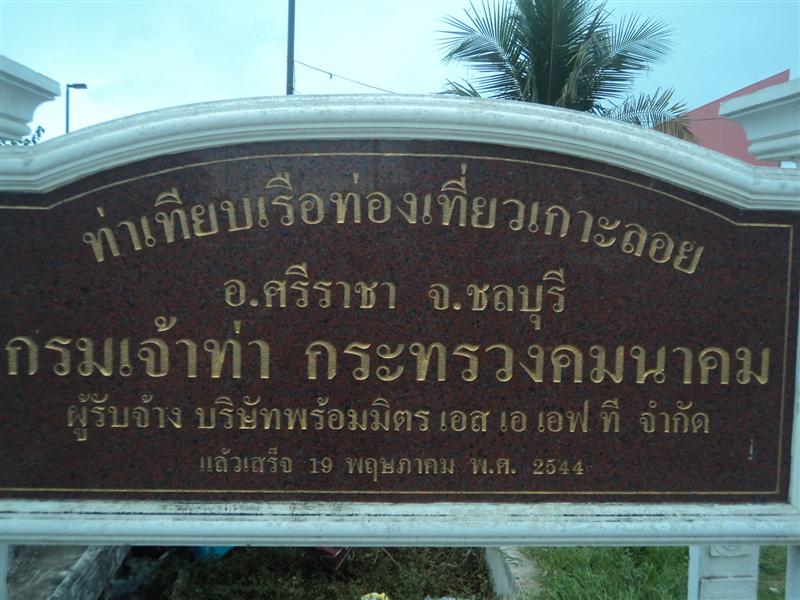 ท่าเทียบเรือท่องเที่ยวเกาะลอย
อ.ศรีราชา จ.ชลบุรี
กรมเจ้าท่า กระทรวงคมนาคม
ผู้รับจ้าง บริษัทพร้อมมิตร เอส เอ เอฟ ที จำกัด
แล้วเสร็จ 19 พฤษภาคม พ.ศ. 2544